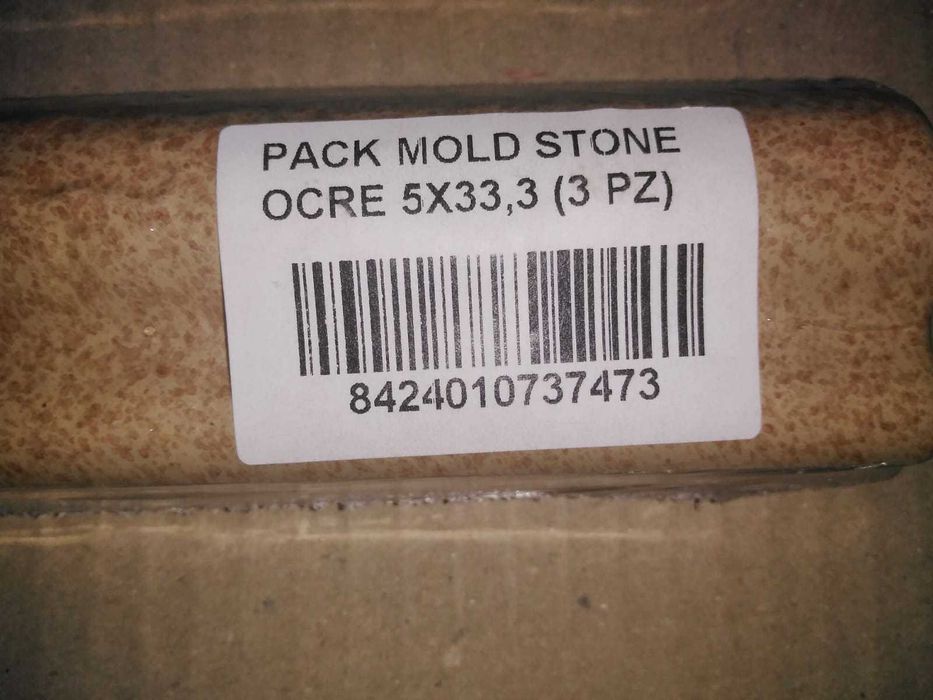 PACK MOLD STONE
OCRE 5X33,3 (3 PZ)
8424010737473